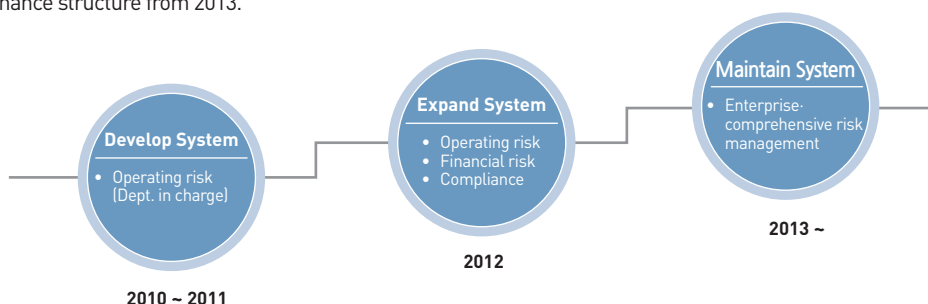 nance structure from 2013.
Develop System
• Operating risk
(Dept. in charge)
2010 ~ 2011
Expand System
• Operating risk
• Financial risk
• Compliance
2012
Maintain System
• Enterprise·
comprehensive risk
management
2013 ~